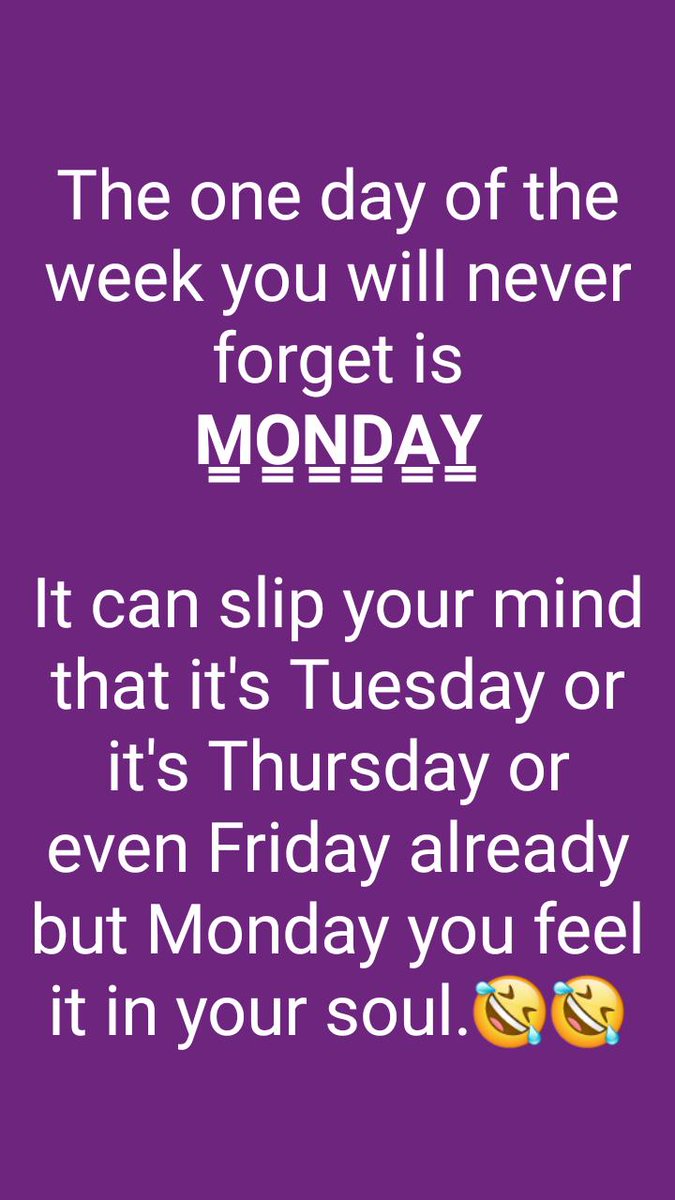 The one day of the
week you will never
forget is
M̳O̳N̳D̳A̳Y̳
It can slip your mind
that it's Tuesday or
it's Thursday or
even Friday already
but Monday you feel
it in your soul.🤣🤣